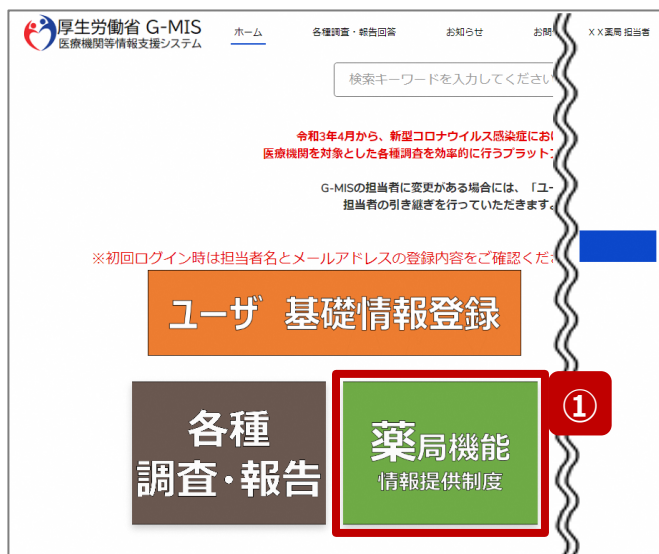 厚生労働省 G-MIS
医療機関等情報支援システム
ホーム
各種調査・報告回答
お知らせ
お問
XX薬局 担当者
検索キーワードを入力してください
令和3年4月から、新型コロナウイルス感染症にお
医療機関を対象とした各種調査を効率的に行うプラット
G-MISの担当者に変更がある場合には、「ユー
担当者の引き継ぎを行っていただきます。
※初回ログイン時は担当者名とメールアドレスの登録内容をご確認くだ
ユーザ 基礎情報登録
各種
調査・報告
薬局機能
情報提供制度
①